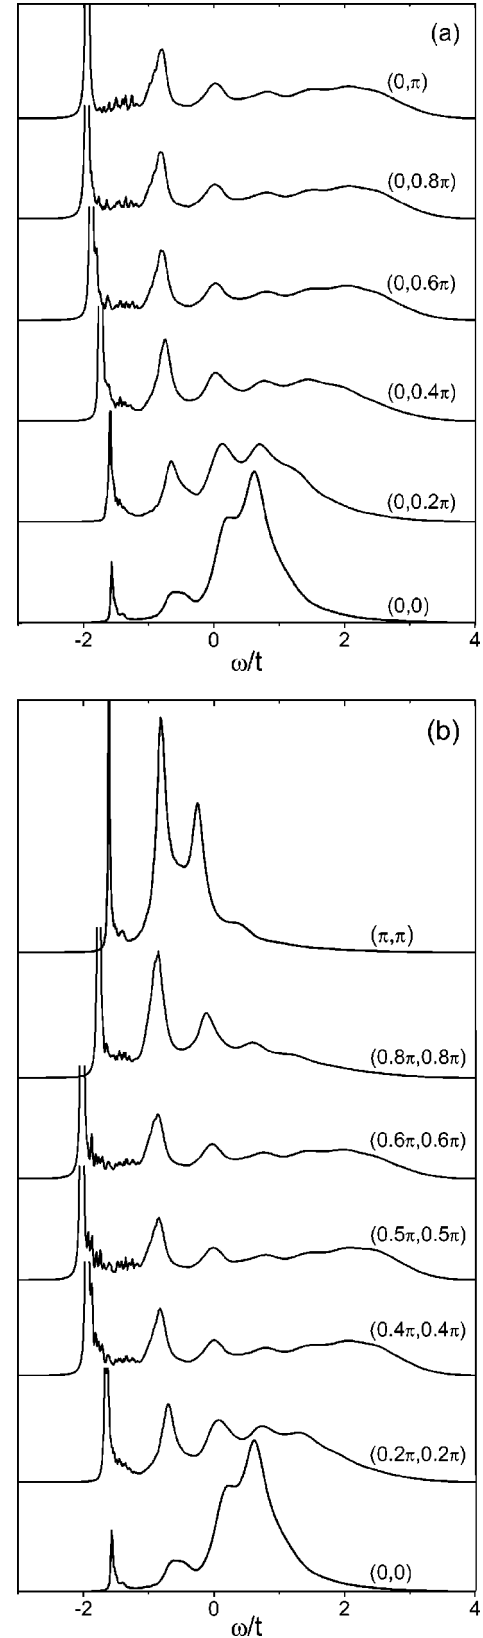 (a)
(0,π)
(0,0.8π)
(0,0.6π)
(0,0.4π)
(0,0.2π)
(0,0)
-2 0 2 4
ω/t
(b)
(π,π)
(0.8π,0.8π)
(0.6π,0.6π)
(0.5π,0.5π)
(0.4π,0.4π)
(0.2π,0.2π)
(0,0)
-2 0 2 4
ω/t